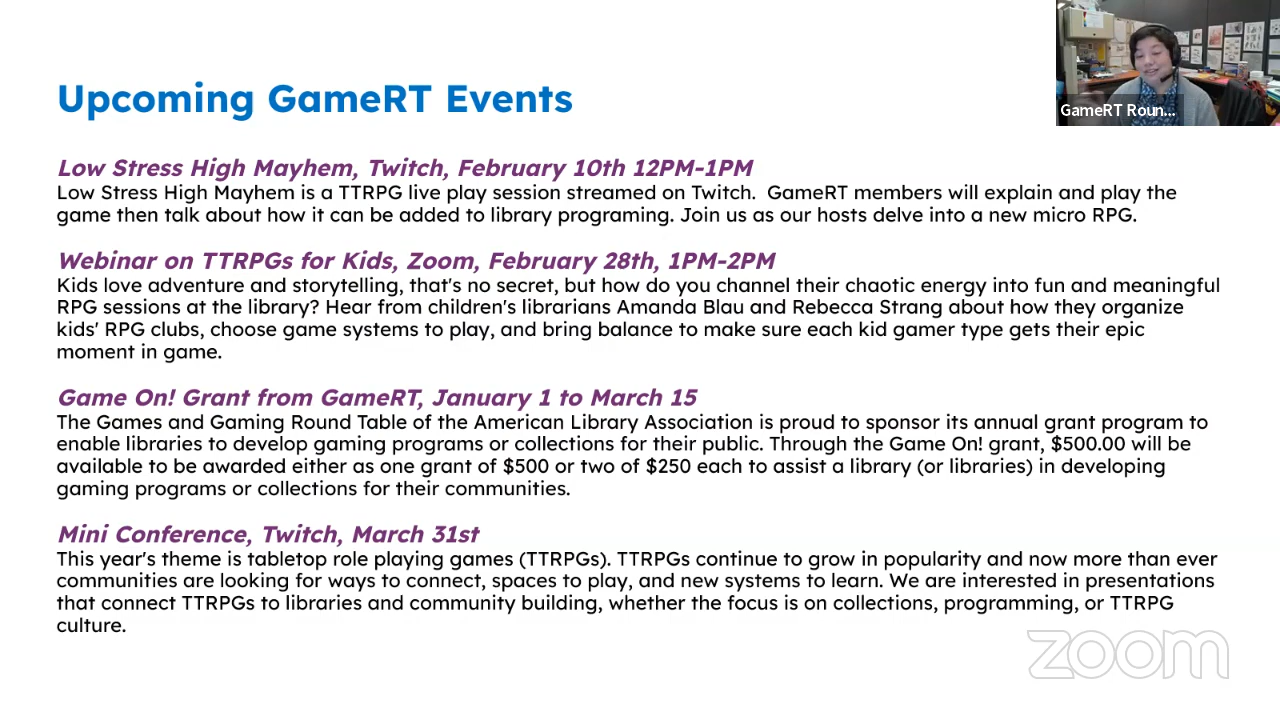 Upcoming GameRT Events
GameRT Roun...
Low Stress High Mayhem, Twitch, February 10th 12PM-1PM
Low Stress High Mayhem is a TTRPG live play session streamed on Twitch.  GameRT members will explain and play the
game then talk about how it can be added to library programing. Join us as our hosts delve into a new micro RPG.
Webinar on TTRPGs for Kids, Zoom, February 28th, 1PM-2PM
Kids love adventure and storytelling, that's no secret, but how do you channel their chaotic energy into fun and meaningful
RPG sessions at the library? Hear from children's librarians Amanda Blau and Rebecca Strang about how they organize
kids' RPG clubs, choose game systems to play, and bring balance to make sure each kid gamer type gets their epic
moment in game.
Game On! Grant from GameRT, January 1 to March 15
The Games and Gaming Round Table of the American Library Association is proud to sponsor its annual grant program to
enable libraries to develop gaming programs or collections for their public. Through the Game On! grant, $500.00 will be
available to be awarded either as one grant of $500 or two of $250 each to assist a library (or libraries) in developing
gaming programs or collections for their communities.
Mini Conference, Twitch, March 31st
This year's theme is tabletop role playing games (TTRPGs). TTRPGs continue to grow in popularity and now more than ever
communities are looking for ways to connect, spaces to play, and new systems to learn. We are interested in presentations
that connect TTRPGs to libraries and community building, whether the focus is on collections, programming, or TTRPG
culture.
zoom